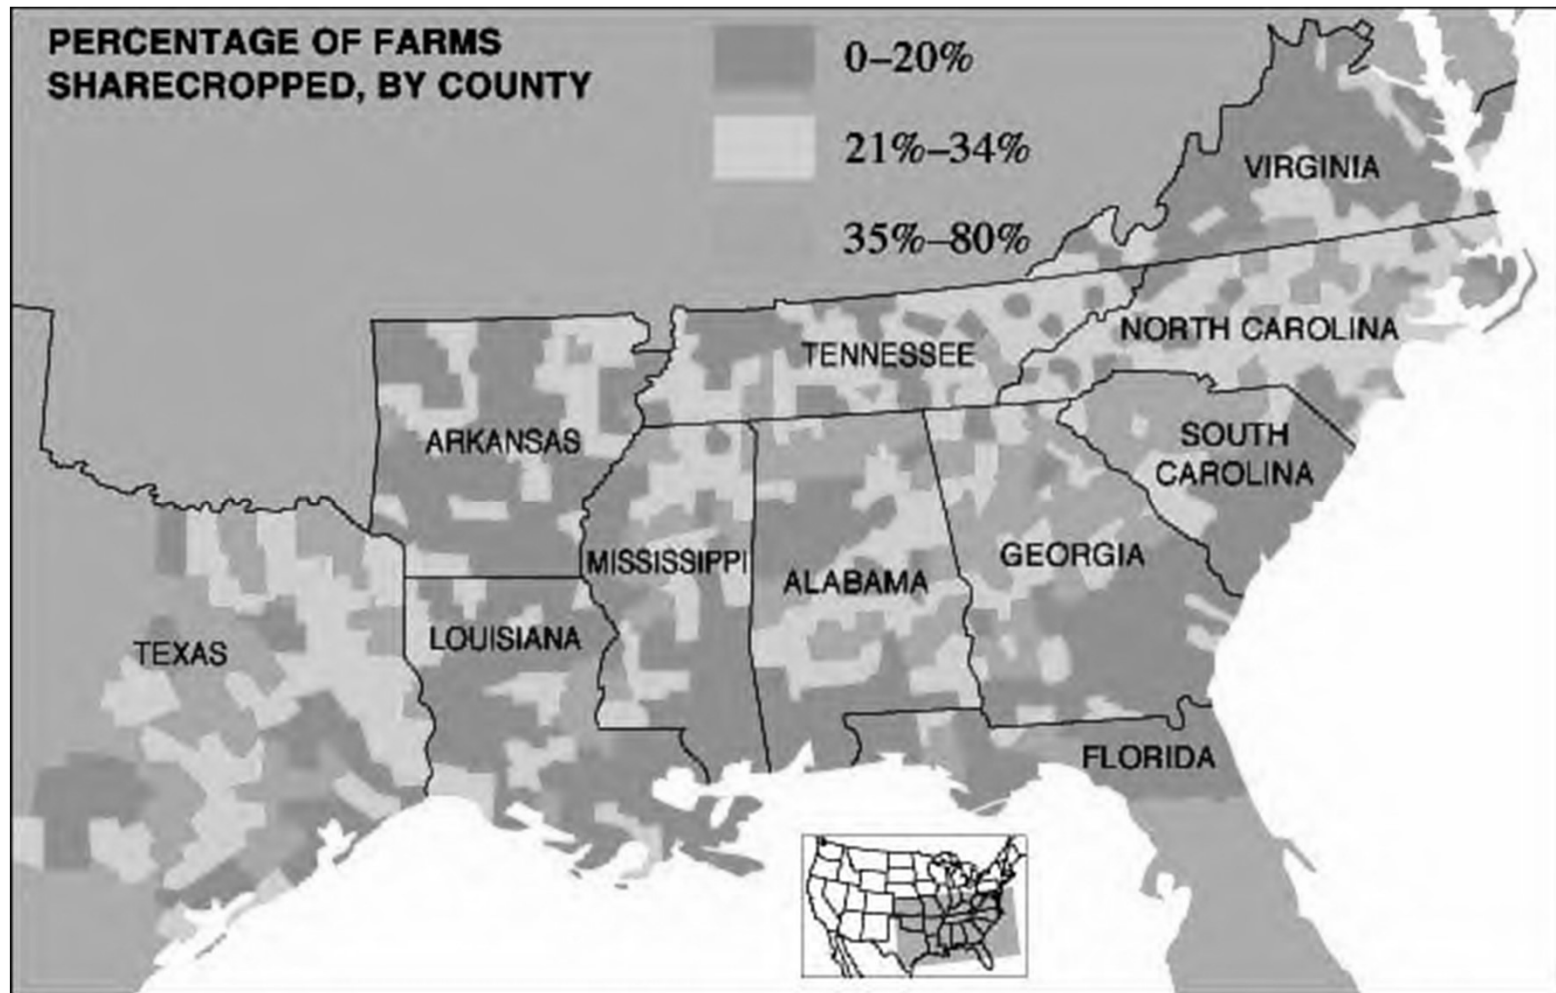 PERCENTAGE OF FARMS
SHARECROPPED, BY COUNTY
0–20%
21%–34%
35%–80%
VIRGINIA
NORTH CAROLINA
TENNESSEE
ARKANSAS
SOUTH
CAROLINA
MISSISSIPPI
ALABAMA
GEORGIA
LOUISIANA
TEXAS
FLORIDA